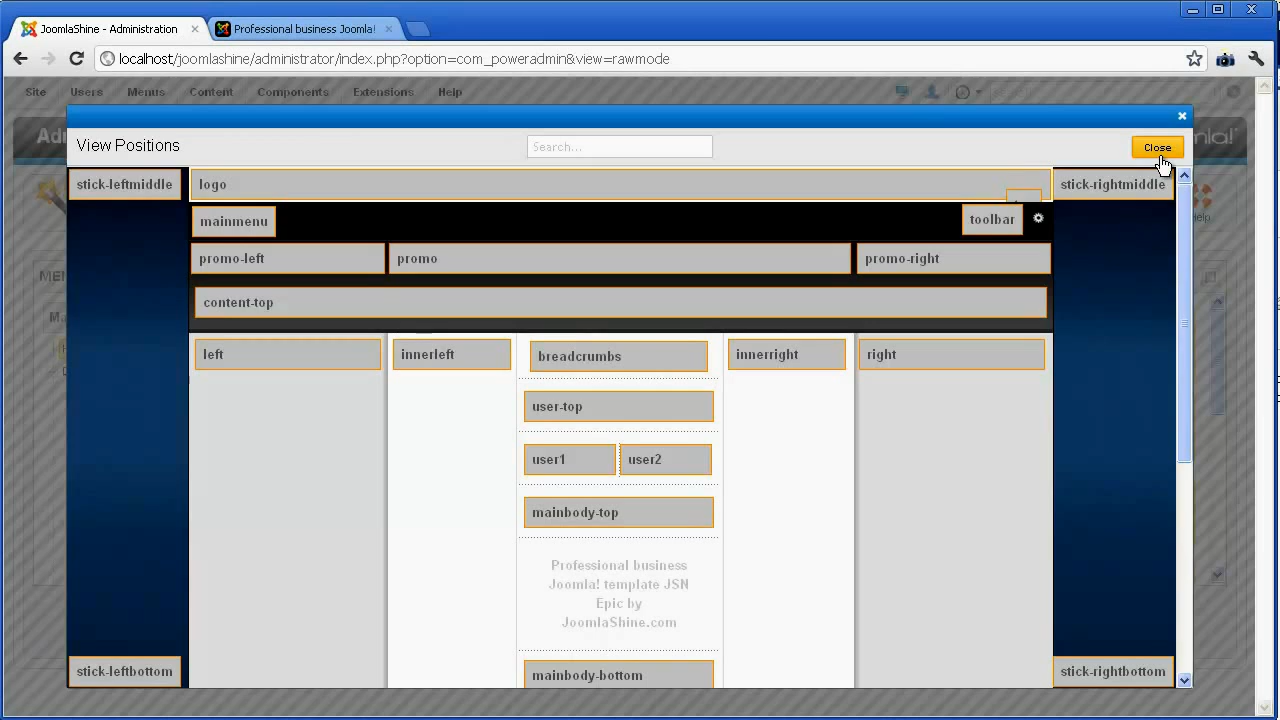 JoomlaShine - Administration
Professional business Joomla!
localhost/joomlashine/administrator/index.php?option=com_poweradmin&view=rawmode
Site Users Menus Content Components Extensions Help
View Positions
Search...
Close
stick-leftmiddle
logo
stick-rightmiddle
mainmenu
toolbar
promo-left
promo
promo-right
content-top
left
innerleft
breadcrumbs
innerright
right
user-top
user1
user2
mainbody-top
Professional business
Joomla! template JSN
Epic by
JoomlaShine.com
stick-leftbottom
mainbody-bottom
stick-rightbottom